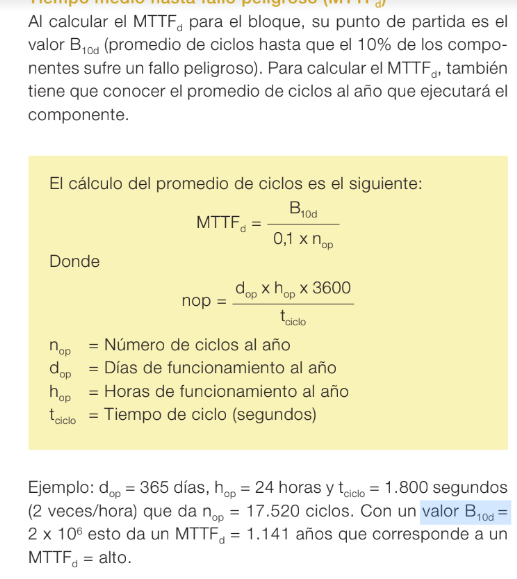 Tiempo medio hasta fallo peligroso (MTTFd)
Al calcular el MTTFd para el bloque, su punto de partida es el
valor B10d (promedio de ciclos hasta que el 10% de los compo-
nentes sufre un fallo peligroso). Para calcular el MTTFd, también
tiene que conocer el promedio de ciclos al año que ejecutará el
componente.
El cálculo del promedio de ciclos es el siguiente:
MTTFd = B10d / 0,1 x nop
Donde
nop = dop x hop x 3600 / tciclo
nop = Número de ciclos al año
dop = Días de funcionamiento al año
hop = Horas de funcionamiento al año
tciclo = Tiempo de ciclo (segundos)
Ejemplo: dop = 365 días, hop = 24 horas y tciclo = 1.800 segundos
(2 veces/hora) que da nop = 17.520 ciclos. Con un valor B10d =
2 x 10⁶ esto da un MTTFd = 1.141 años que corresponde a un
MTTFd = alto.